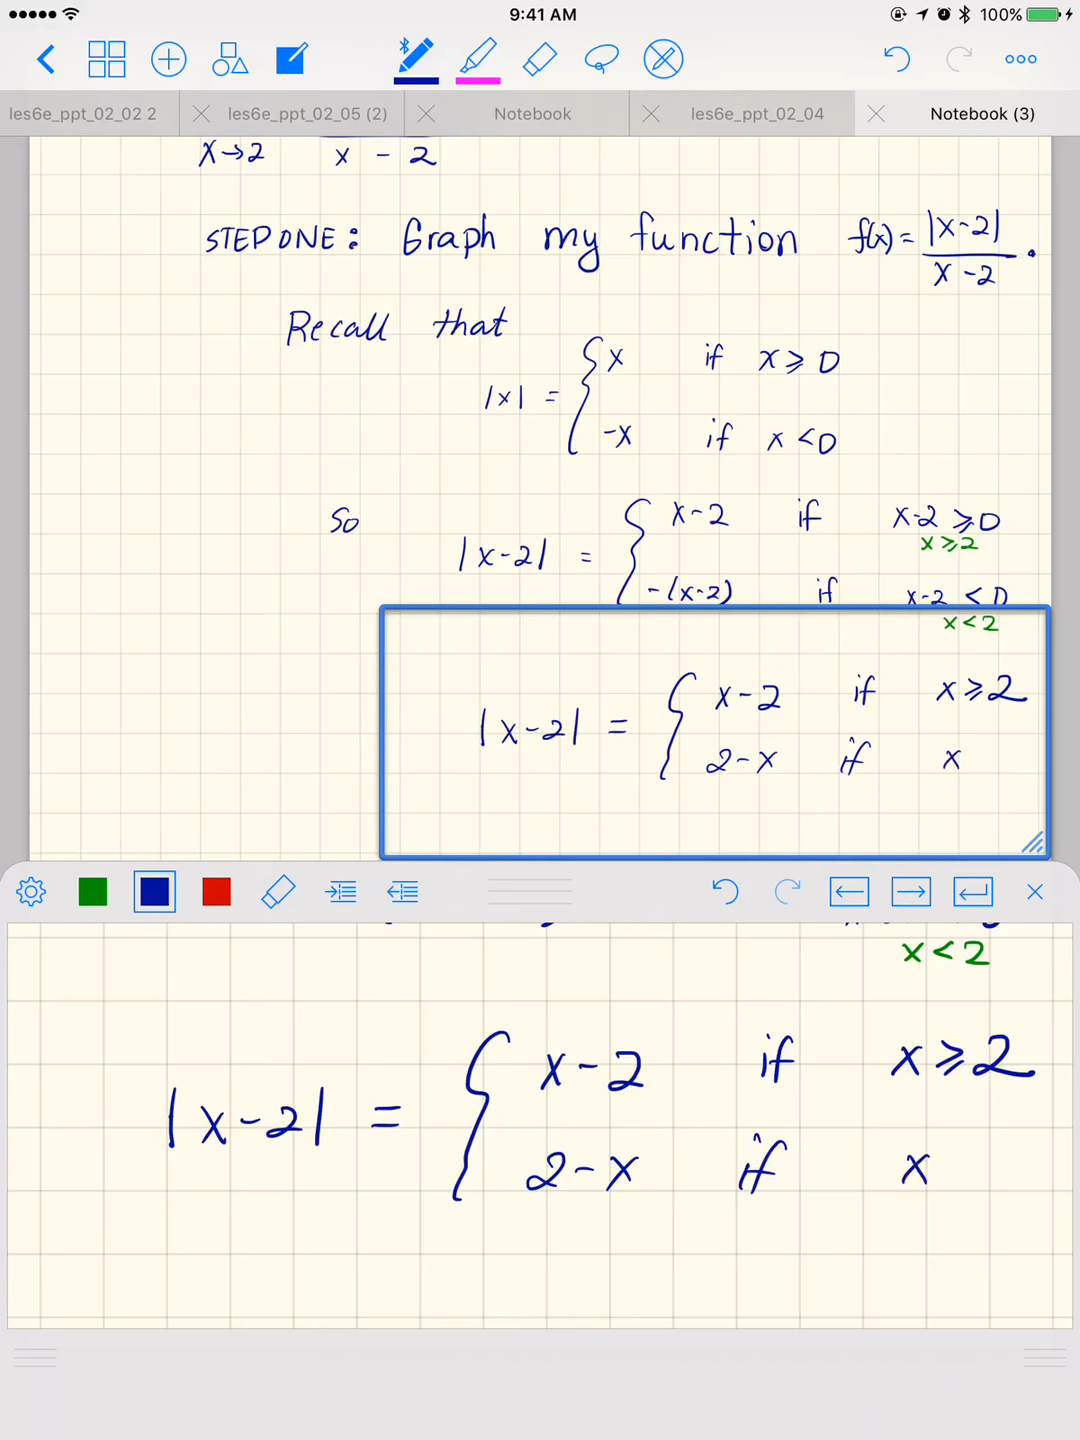 9:41 AM 100%
les6e_ppt_02_02 2 les6e_ppt_02_05 (2) Notebook les6e_ppt_02_04 Notebook (3)
x→2 x - 2
STEP ONE: Graph my function f(x) = |x-2| / x-2 .
Recall that
|x| = { x if x ≥ 0
-x if x < 0
So |x-2| = { x-2 if x-2 ≥ 0
x ≥ 2
-(x-2) if x-2 < 0
x < 2
|x-2| = { x-2 if x ≥ 2
2-x if x
x < 2
|x-2| = { x-2 if x ≥ 2
2-x if x